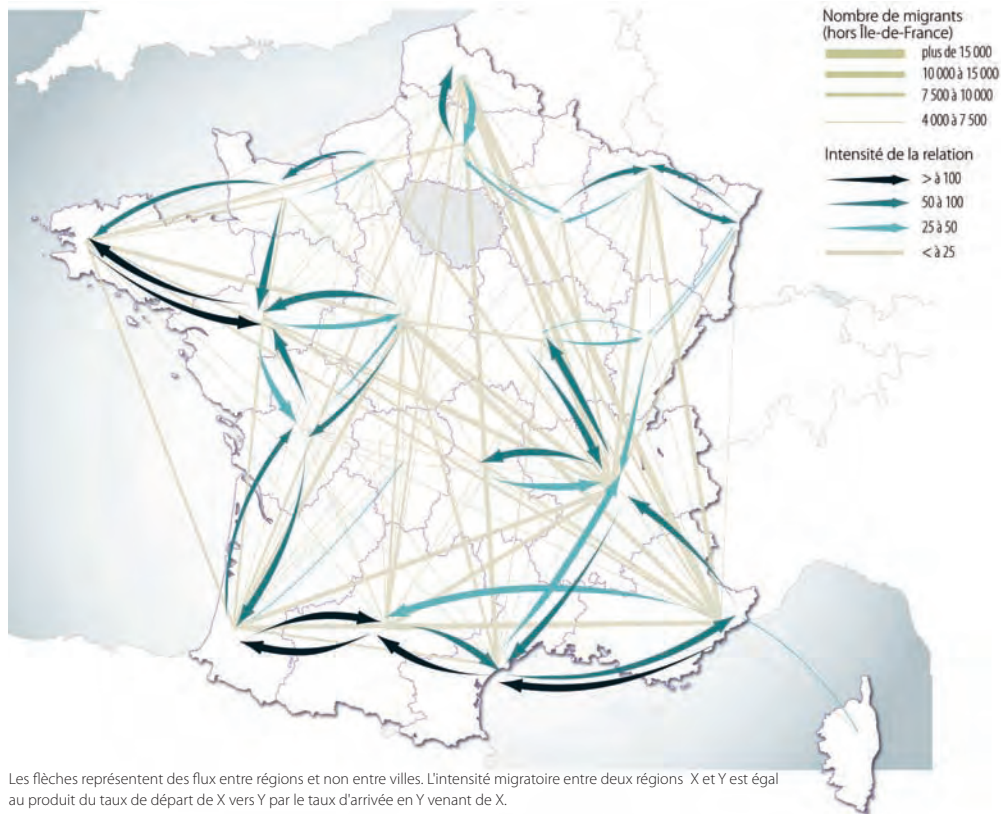 Nombre de migrants
(hors Île-de-France)
plus de 15 000
10 000 à 15 000
7 500 à 10 000
4 000 à 7 500
Intensité de la relation
> à 100
50 à 100
25 à 50
< à 25
Les flèches représentent des flux entre régions et non entre villes. L'intensité migratoire entre deux régions X et Y est égal
au produit du taux de départ de X vers Y par le taux d'arrivée en Y venant de X.